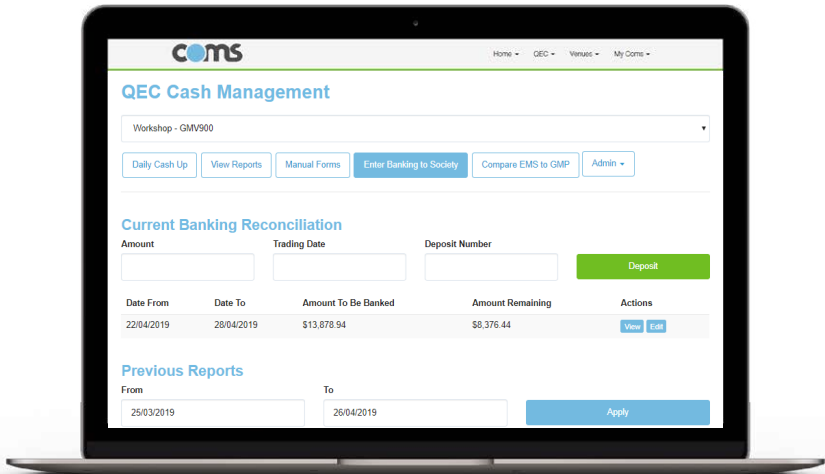 coms
Home QEC Venues My Coms
QEC Cash Management
Workshop - GMV900
Daily Cash Up View Reports Manual Forms Enter Banking to Society Compare EMS to GMP Admin
Current Banking Reconciliation
Amount Trading Date Deposit Number
Deposit
Date From Date To Amount To Be Banked Amount Remaining Actions
22/04/2019 28/04/2019 $13,878.94 $8,376.44 View Edit
Previous Reports
From To
25/03/2019 26/04/2019 Apply